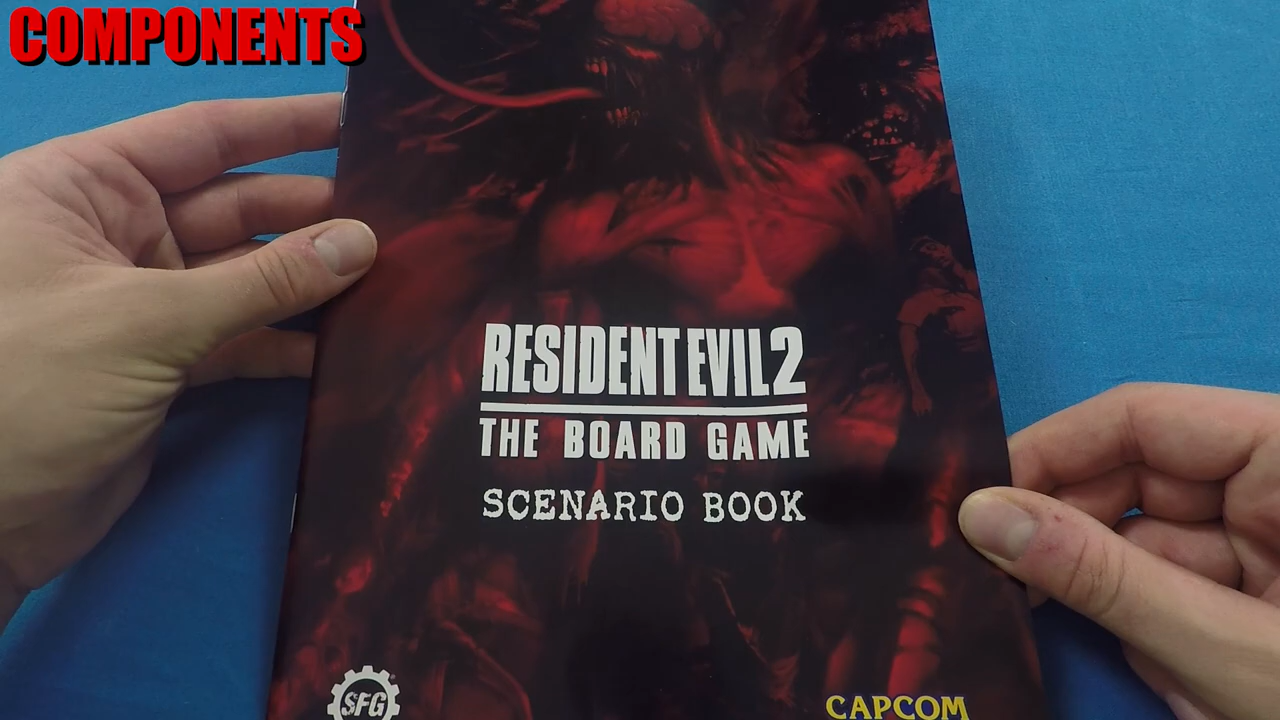 COMPONENTS
RESIDENT EVIL 2
THE BOARD GAME
SCENARIO BOOK
SFG
CAPCOM